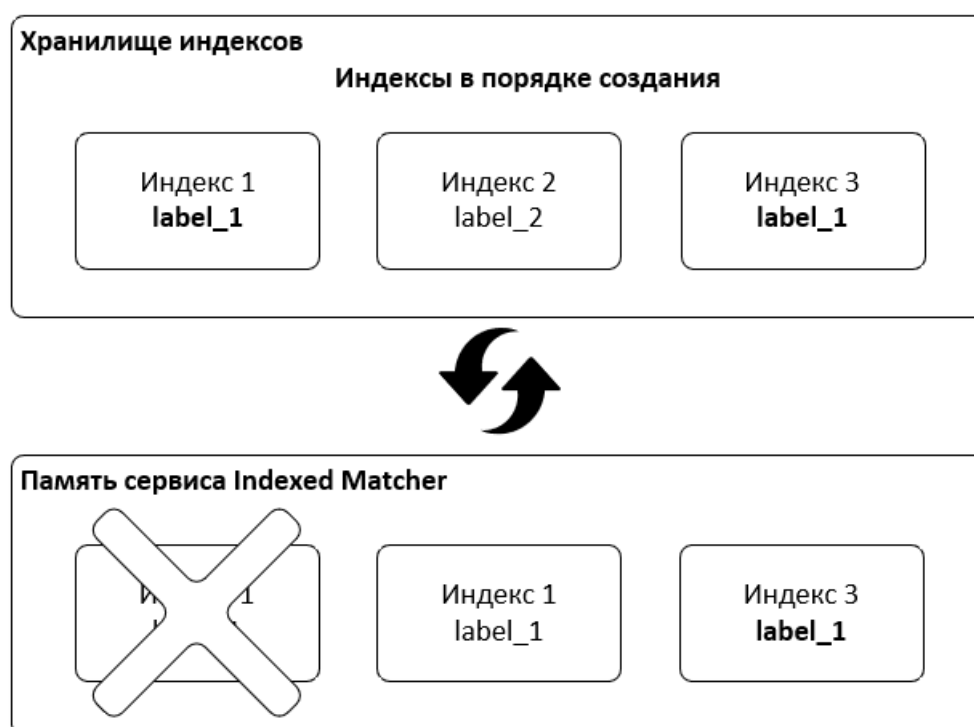 Хранилище индексов
Индексы в порядке создания
Индекс 1
label_1
Индекс 2
label_2
Индекс 3
label_1
Память сервиса Indexed Matcher
Индекс 1
label_1
Индекс 3
label_1